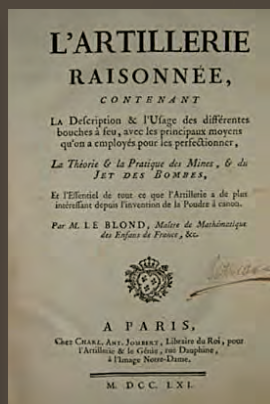 L'ARTILLERIE
RAISONNÉE,
CONTENANT
LA Description & l'Usage des différentes
bouches à feu, avec les principaux moyens
qu'on a employés pour les perfectionner,
La Théorie & la Pratique des Mines, & du
JET DES BOMBES,
Et l'Essentiel de tout ce que l'Artillerie a de plus
intéressant depuis l'invention de la Poudre à canon.
Par M. LE BLOND, Maître de Mathématique
des Enfans de France, &c.
A PARIS,
Chez CHARL. ANT. JOMBERT, Libraire du Roi, pour
l'Artillerie & le Génie, rue Dauphine,
à l'Image Notre-Dame.
M. DCC. LXI.